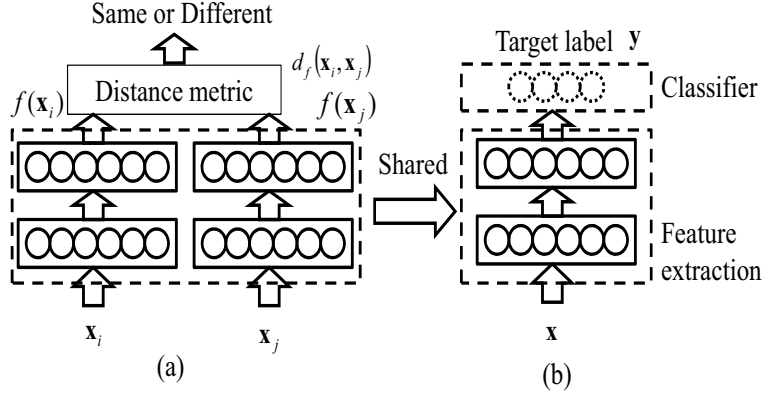 Same or Different
Distance metric
d_f(x_i, x_j)
f(x_i)
f(x_j)
x_i
x_j
(a)
Shared
Target label y
Classifier
Feature
extraction
x
(b)